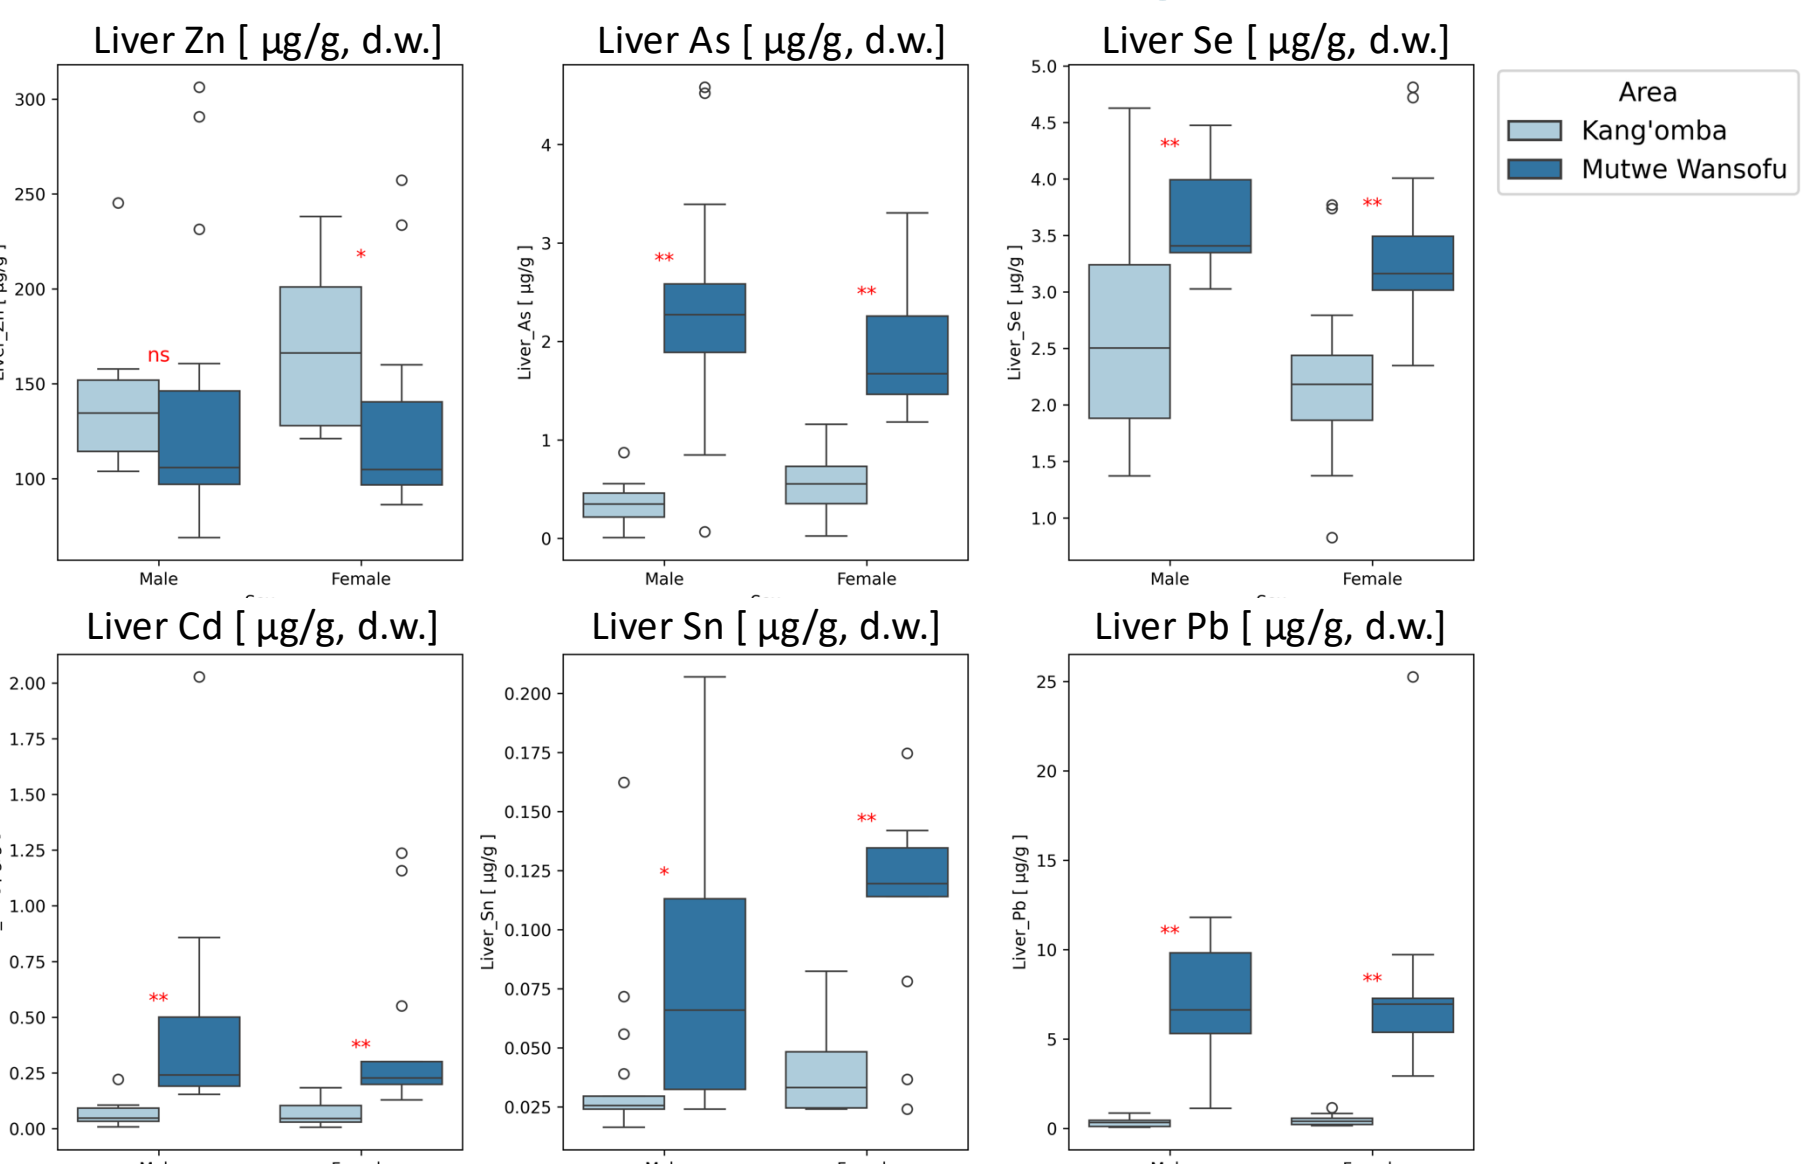 Liver Zn [ µg/g, d.w.]
300
250
200
150
100
ns
*
Male
Female
Liver As [ µg/g, d.w.]
Liver_As [ µg/g ]
4
3
2
1
0
**
**
Male
Female
Liver Se [ µg/g, d.w.]
Liver_Se [ µg/g ]
5.0
4.5
4.0
3.5
3.0
2.5
2.0
1.5
1.0
**
**
Male
Female
Area
Kang'omba
Mutwe Wansofu
Liver Cd [ µg/g, d.w.]
2.00
1.75
1.50
1.25
1.00
0.75
0.50
0.25
0.00
**
**
Liver Sn [ µg/g, d.w.]
Liver_Sn [ µg/g ]
0.200
0.175
0.150
0.125
0.100
0.075
0.050
0.025
*
**
Liver Pb [ µg/g, d.w.]
Liver_Pb [ µg/g ]
25
20
15
10
5
0
**
**